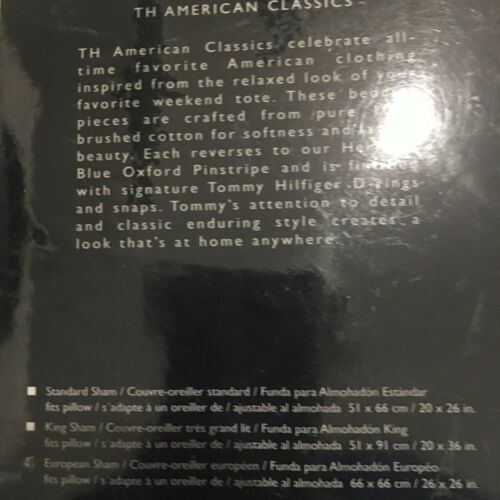 TH AMERICAN CLASSICS
TH American Classics celebrate all-
time favorite American clothing
inspired from the relaxed look of your
favorite weekend tote. These
pieces are crafted from pure
brushed cotton for softness and
beauty. Each reverses to our
Blue Oxford Pinstripe and is
with signature Tommy Hilfiger D-rings
and snaps. Tommy's attention to detail
and classic enduring style creates a
look that's at home anywhere.
Standard Sham / Couvre-oreiller standard / Funda para Almohadón Estándar
fits pillow / s'adapte à un oreiller de / ajustable al almohada 51 x 66 cm / 20 x 26 in.
King Sham / Couvre-oreiller très grand lit / Funda para Almohadón King
fits pillow / s'adapte à un oreiller de / ajustable al almohada 51 x 91 cm / 20 x 36 in.
European Sham / Couvre-oreiller européen / Funda para Almohadón Européo
fits pillow / s'adapte à un oreiller de / ajustable al almohada 66 x 66 cm / 26 x 26 in.